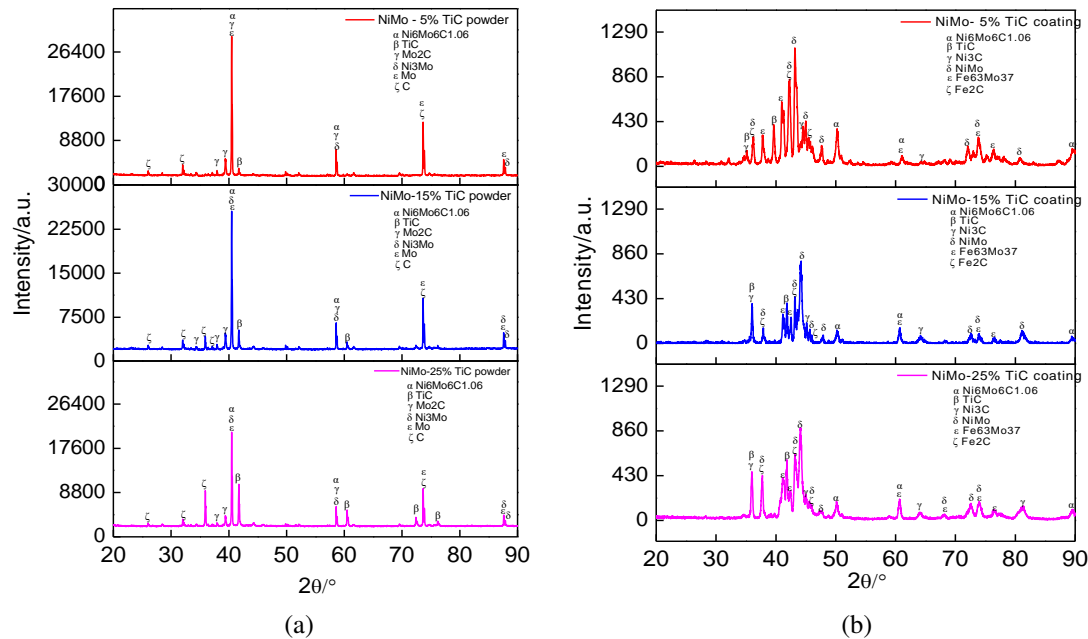 NiMo - 5% TiC powder
α Ni6Mo6C1.06
β TiC
γ Mo2C
δ Ni3Mo
ε Mo
ζ C
26400
17600
8800
0
α
γ
ε
ζ
ζ
γ
γ
β
α
γ
δ
ε
ζ
ε
δ
NiMo-15% TiC powder
α Ni6Mo6C1.06
β TiC
γ Mo2C
δ Ni3Mo
ε Mo
ζ C
30000
22500
15000
7500
0
α
δ
ε
ζ
ζ
γ
ζ
ζ
γ
γ
β
α
γ
δ
β
ε
ζ
δ
ε
δ
NiMo-25% TiC powder
α Ni6Mo6C1.06
β TiC
γ Mo2C
δ Ni3Mo
ε Mo
ζ C
26400
17600
8800
0
α
δ
ε
ζ
ζ
ζ
γ
γ
β
α
γ
δ
β
β
ε
ζ
β
δ
ε
δ
Intensity/a.u.
20 30 40 50 60 70 80 90
2θ/°
(a)
NiMo- 5% TiC coating
α Ni6Mo6C1.06
β TiC
γ Ni3C
δ NiMo
ε Fe63Mo37
ζ Fe2C
1290
860
430
0
β
γ
δ
ζ
ε
β
ε
δ
ζ
δ
γ
δ
ζ
δ
α
α
ε
γ
δ
δ
ε
ε
δ
α
NiMo-15% TiC coating
α Ni6Mo6C1.06
β TiC
γ Ni3C
δ NiMo
ε Fe63Mo37
ζ Fe2C
1290
860
430
0
β
γ
δ
ζ
ε
β
ε
δ
ζ
δ
γ
δ
ζ
δ
α
α
ε
γ
δ
δ
ε
ε
δ
α
NiMo-25% TiC coating
α Ni6Mo6C1.06
β TiC
γ Ni3C
δ NiMo
ε Fe63Mo37
ζ Fe2C
1290
860
430
0
β
γ
δ
ζ
ε
β
ε
δ
ζ
δ
γ
δ
ζ
δ
α
α
ε
γ
δ
ε
δ
δ
ε
ε
γ
α
Intensity/a.u.
20 30 40 50 60 70 80 90
2θ/°
(b)